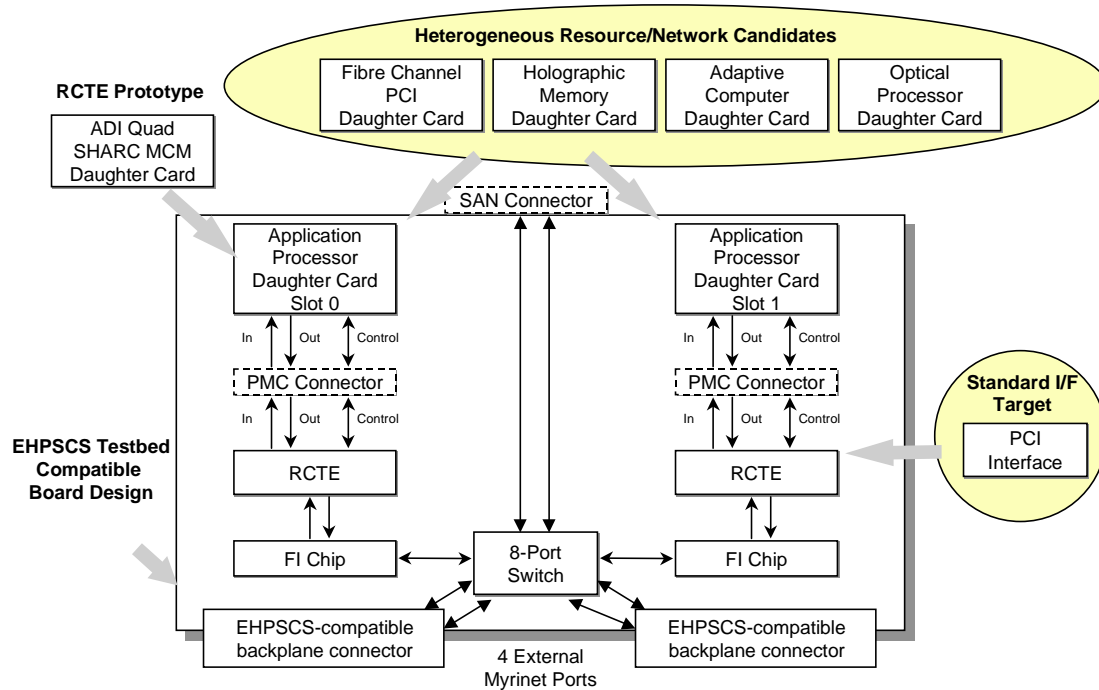 Heterogeneous Resource/Network Candidates
Fibre Channel
PCI
Daughter Card
Holographic
Memory
Daughter Card
Adaptive
Computer
Daughter Card
Optical
Processor
Daughter Card
RCTE Prototype
ADI Quad
SHARC MCM
Daughter Card
SAN Connector
Application
Processor
Daughter Card
Slot 0
Application
Processor
Daughter Card
Slot 1
In
Out
Control
In
Out
Control
PMC Connector
PMC Connector
In
Out
Control
In
Out
Control
Standard I/F
Target
PCI
Interface
EHPSCS Testbed
Compatible
Board Design
RCTE
RCTE
FI Chip
8-Port
Switch
FI Chip
EHPSCS-compatible
backplane connector
EHPSCS-compatible
backplane connector
4 External
Myrinet Ports